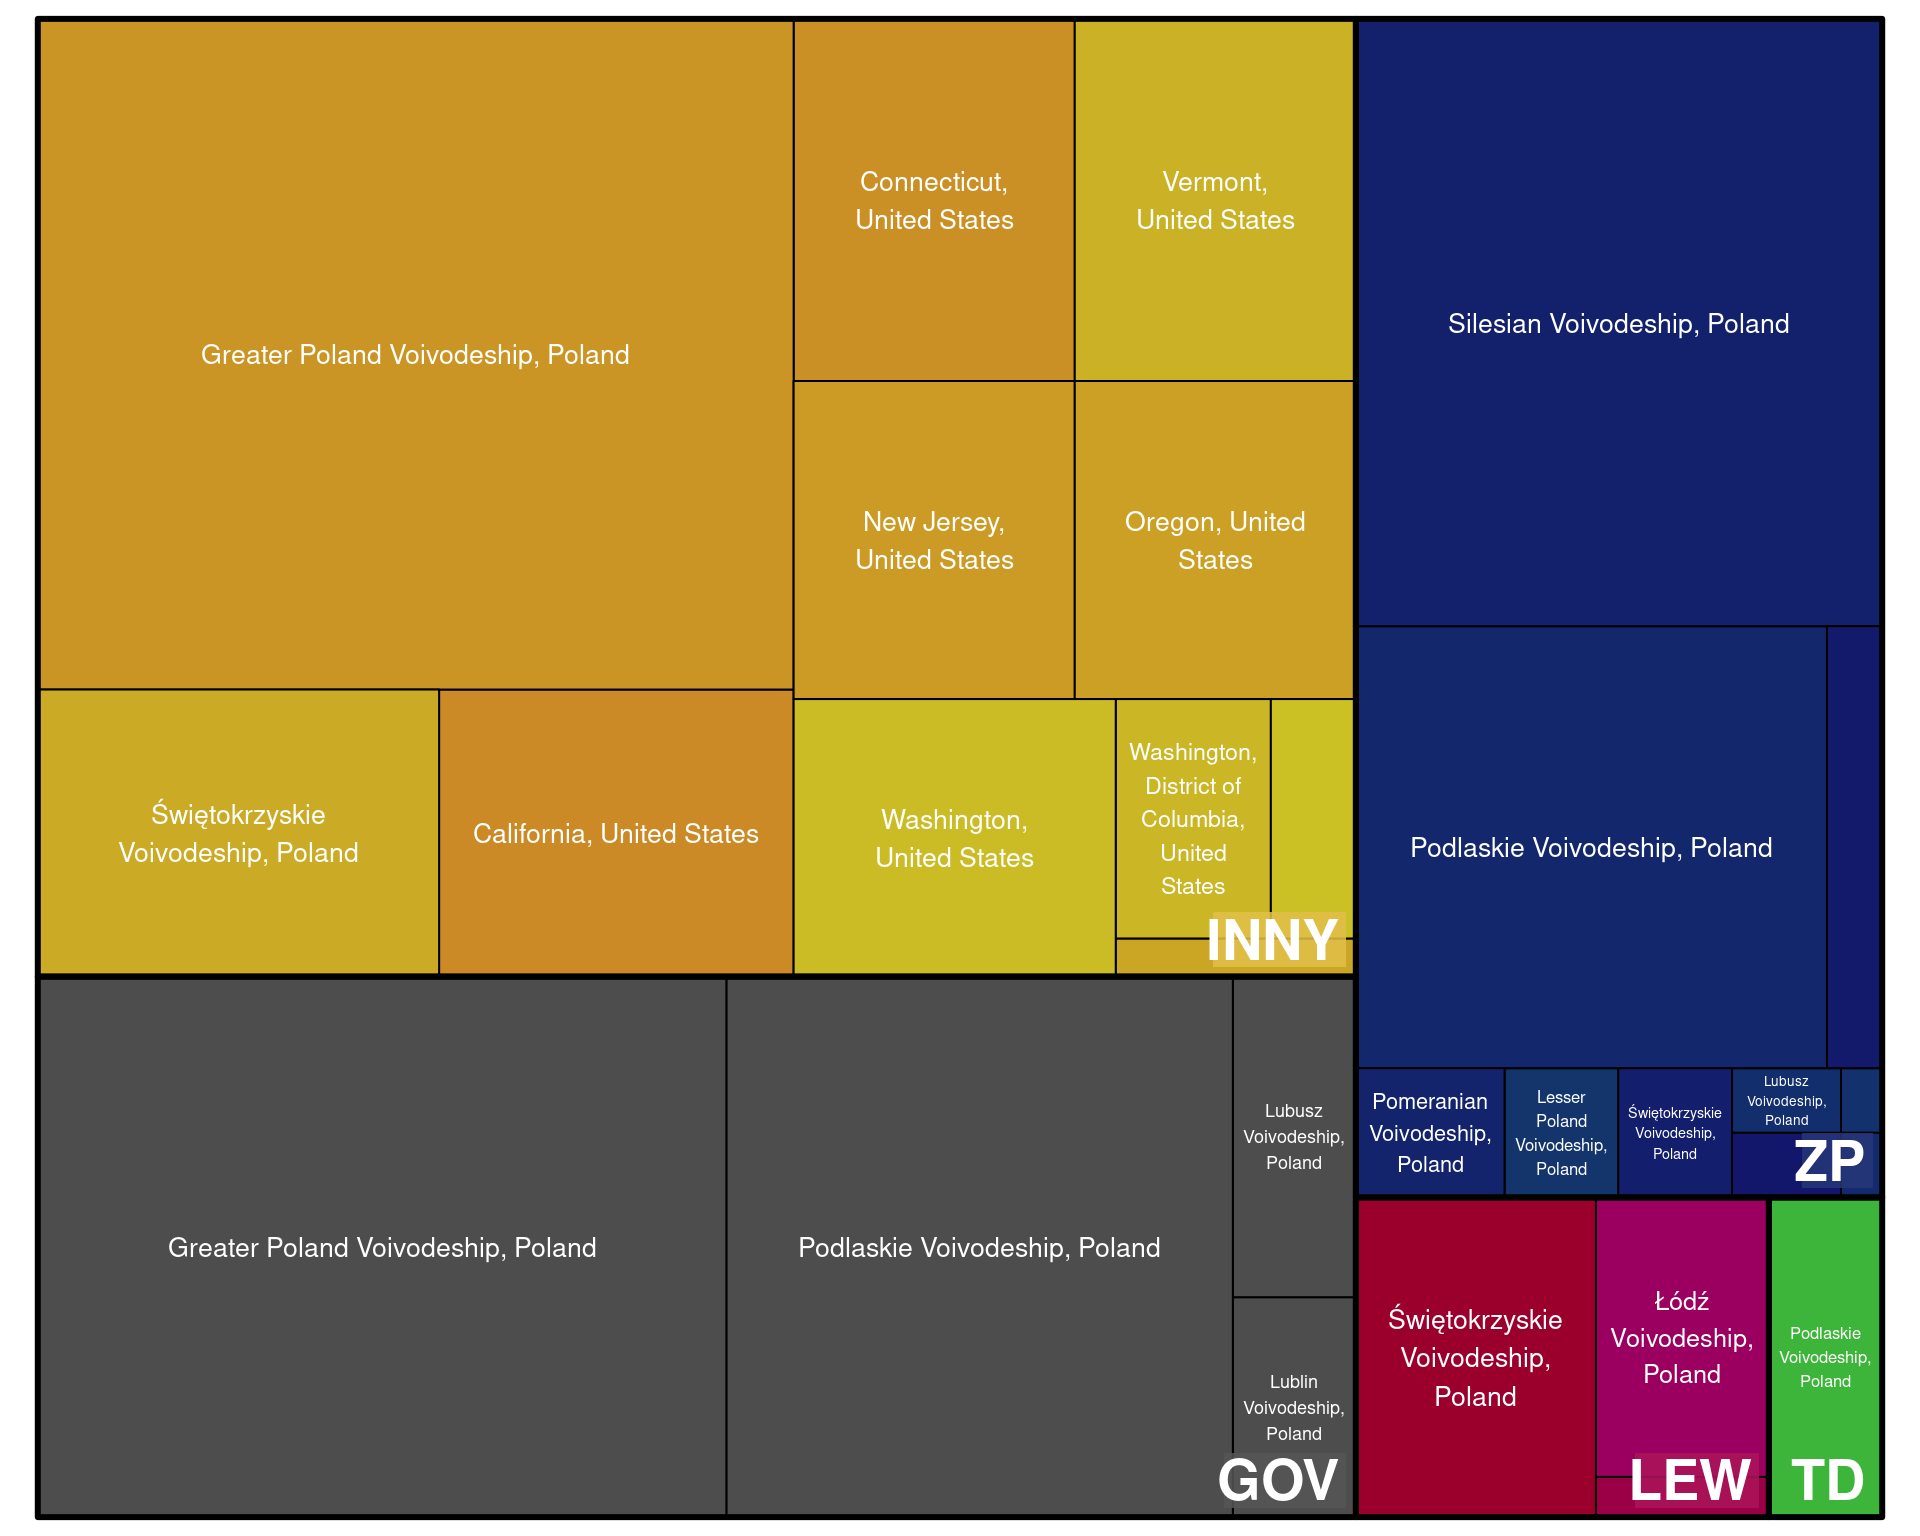 Greater Poland Voivodeship, Poland
Connecticut,
United States
Vermont,
United States
New Jersey,
United States
Oregon, United
States
Świętokrzyskie
Voivodeship, Poland
California, United States
Washington,
United States
Washington,
District of
Columbia,
United
States
INNY
Silesian Voivodeship, Poland
Podlaskie Voivodeship, Poland
Pomeranian
Voivodeship,
Poland
Lesser
Poland
Voivodeship,
Poland
Świętokrzyskie
Voivodeship,
Poland
Lubusz
Voivodeship,
Poland
ZP
Greater Poland Voivodeship, Poland
Podlaskie Voivodeship, Poland
Lubusz
Voivodeship,
Poland
Lublin
Voivodeship,
Poland
GOV
Świętokrzyskie
Voivodeship,
Poland
Łódź
Voivodeship,
Poland
LEW
Podlaskie
Voivodeship,
Poland
TD